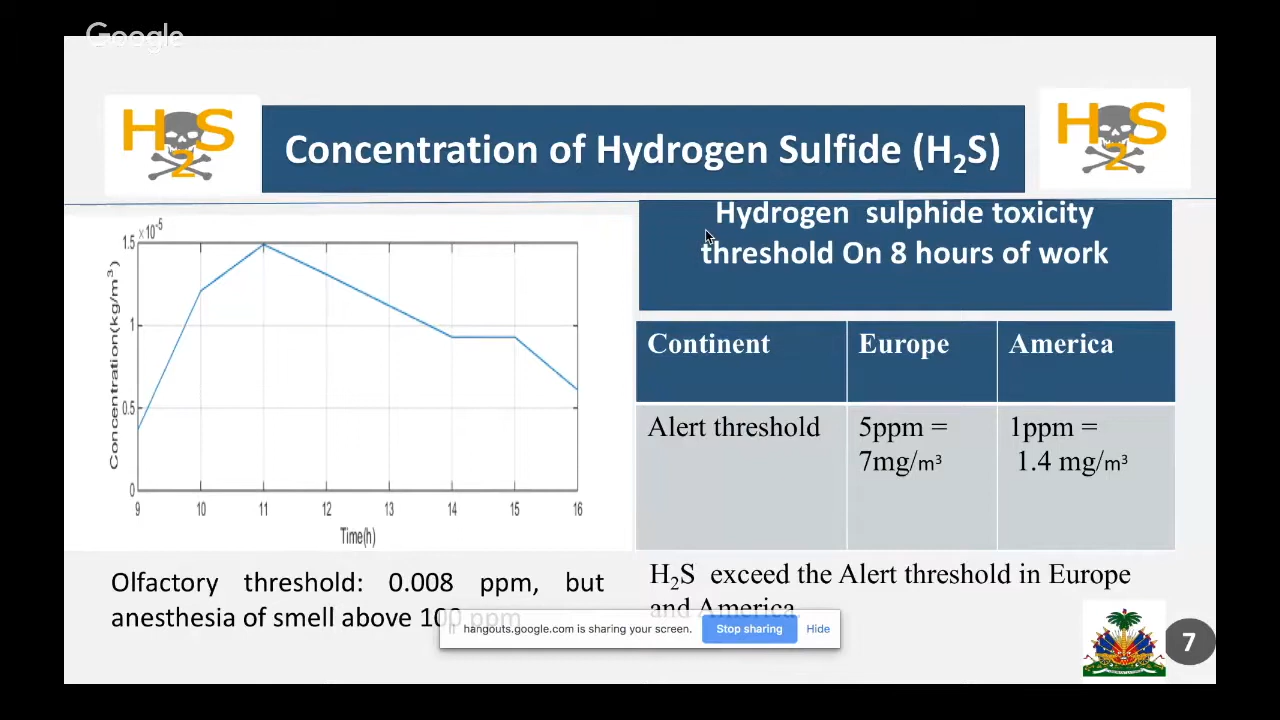 Google
H2S
Concentration of Hydrogen Sulfide (H₂S)
H2S
×10⁻⁵
1.5
1
0.5
0
Concentration(kg/m³)
9 10 11 12 13 14 15 16
Time(h)
Olfactory threshold: 0.008 ppm, but
anesthesia of smell above 100 ppm
Hydrogen sulphide toxicity
threshold On 8 hours of work
Continent Europe America
Alert threshold 5ppm = 1ppm =
7mg/m³ 1.4 mg/m³
H₂S exceed the Alert threshold in Europe
and America.
hangouts.google.com is sharing your screen. Stop sharing Hide
7